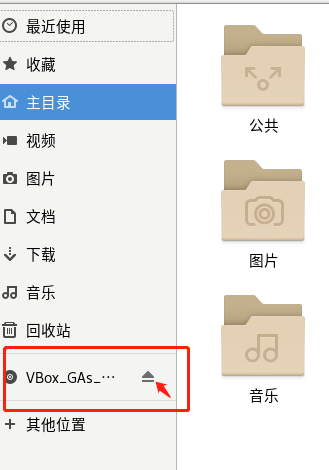 最近使用
收藏
主目录
视频
图片
文档
下载
音乐
回收站
VBox_GAs_···
其他位置
公共
图片
音乐